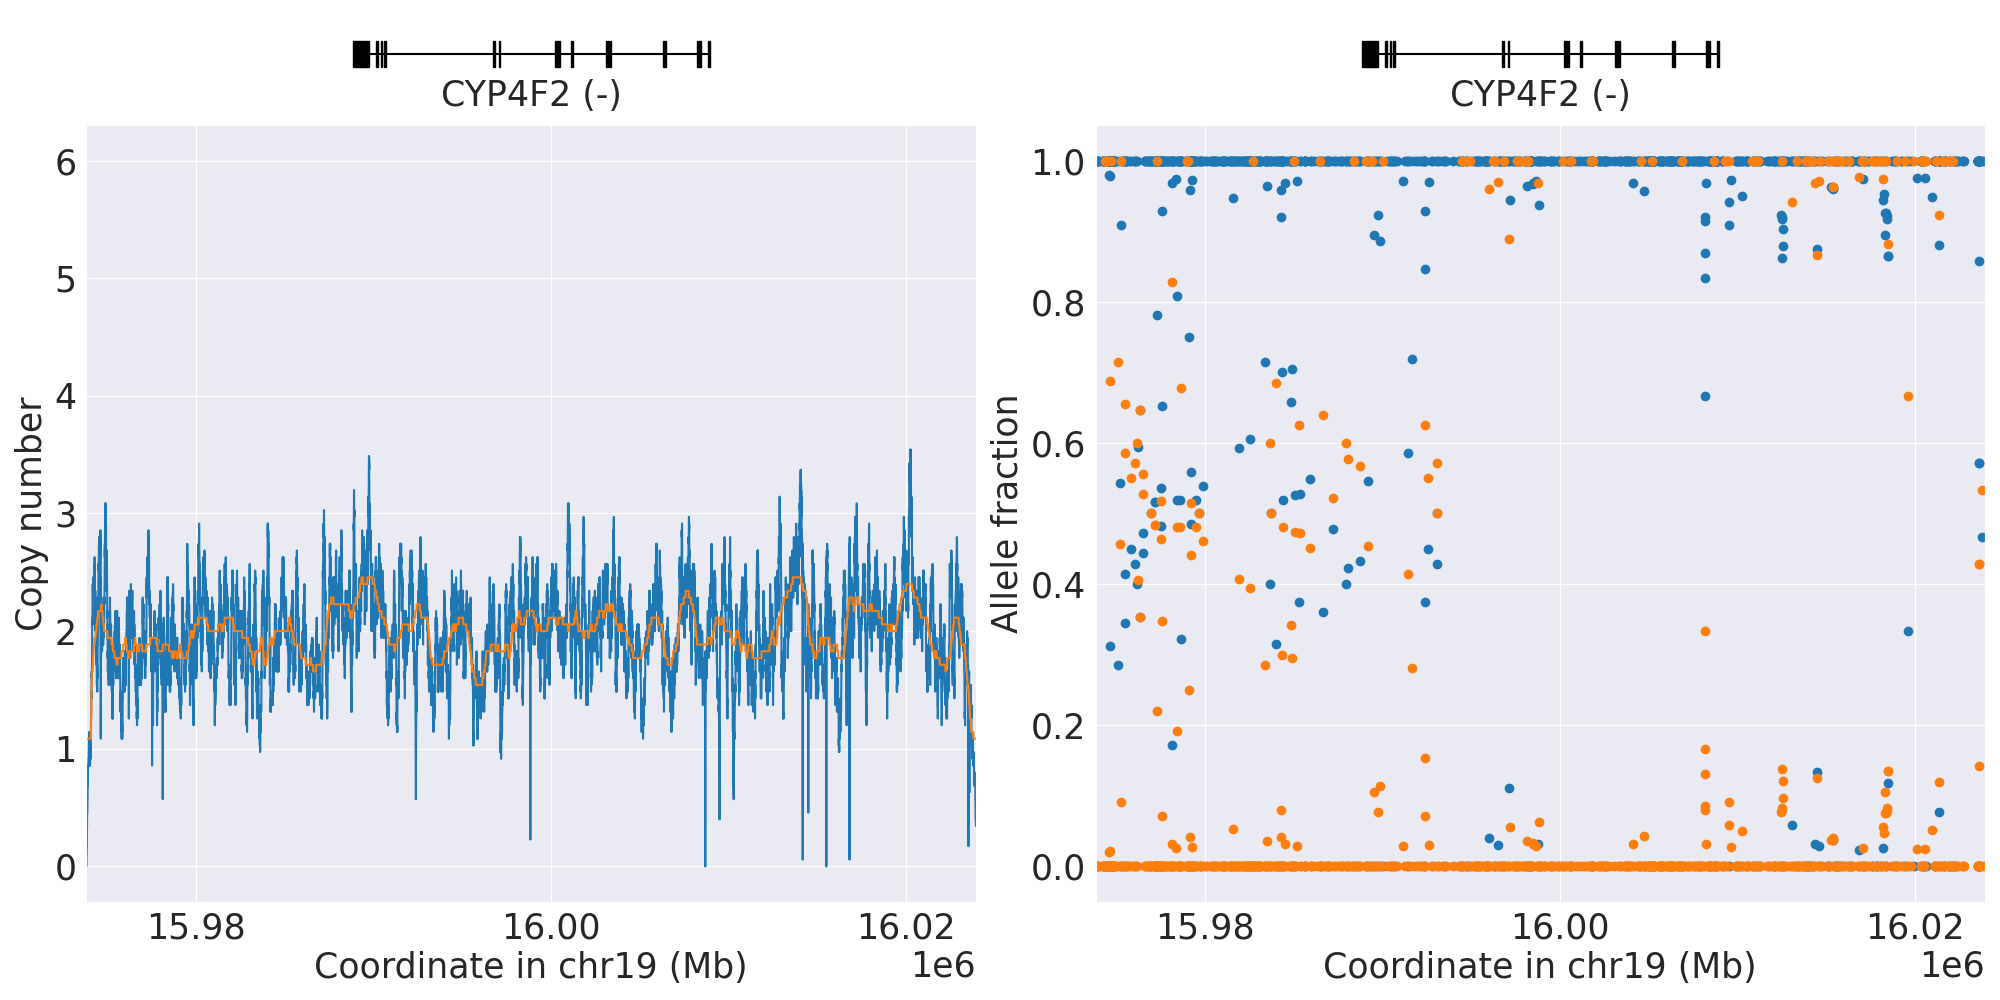 CYP4F2 (-)
6
5
4
3
2
1
0
Copy number
15.98
16.00
16.02
Coordinate in chr19 (Mb)
1e6
CYP4F2 (-)
1.0
0.8
0.6
0.4
0.2
0.0
Allele fraction
15.98
16.00
16.02
Coordinate in chr19 (Mb)
1e6